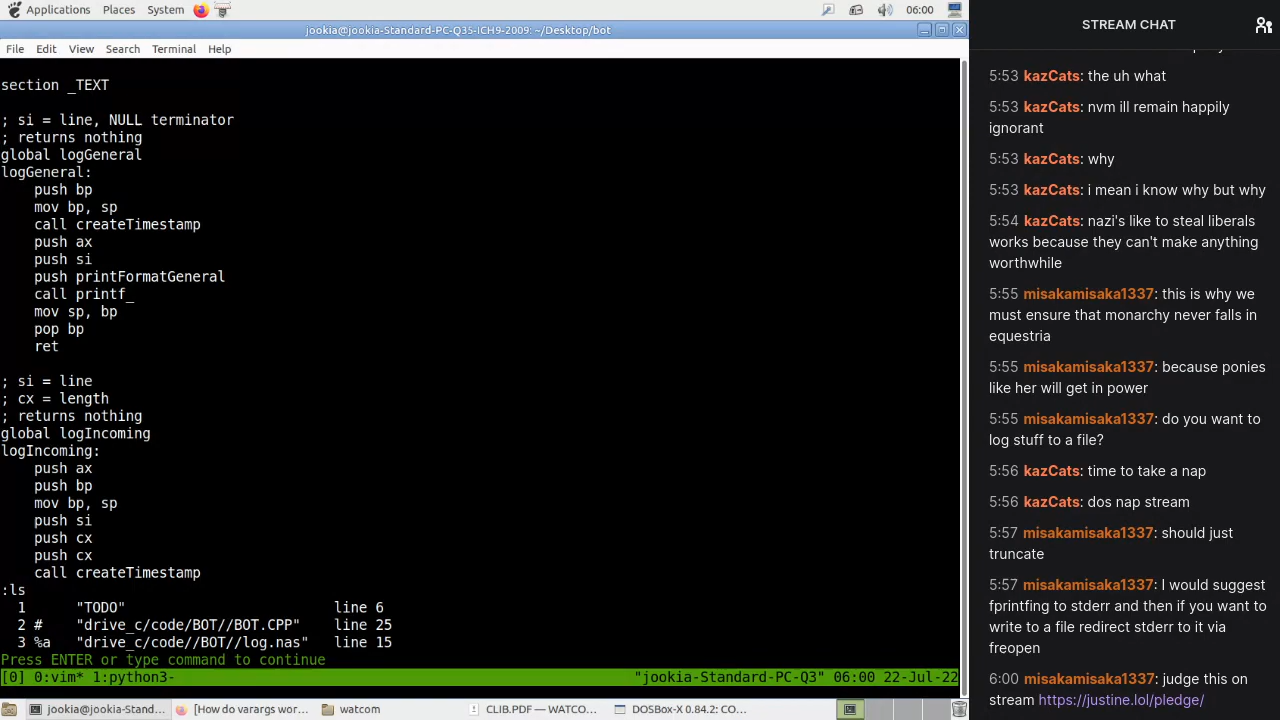 Applications Places System 06:00
jookia@jookia-Standard-PC-Q35-ICH9-2009: ~/Desktop/bot
File Edit View Search Terminal Help
section _TEXT
; si = line, NULL terminator
; returns nothing
global logGeneral
logGeneral:
push bp
mov bp, sp
call createTimestamp
push ax
push si
push printFormatGeneral
call printf_
mov sp, bp
pop bp
ret
; si = line
; cx = length
; returns nothing
global logIncoming
logIncoming:
push ax
push bp
mov bp, sp
push si
push cx
push cx
call createTimestamp
:ls
1 "TODO" line 6
2 # "drive_c/code/BOT//BOT.CPP" line 25
3 %a "drive_c/code//BOT//log.nas" line 15
Press ENTER or type command to continue
[0] 0:vim* 1:python3- "jookia-Standard-PC-Q3" 06:00 22-Jul-22
jookia@jookia-Stand... [How do varargs wor... watcom CLIB.PDF — WATCO... DOSBox-X 0.84.2: CO...
STREAM CHAT
5:53 kazCats: the uh what
5:53 kazCats: nvm ill remain happily
ignorant
5:53 kazCats: why
5:53 kazCats: i mean i know why but why
5:54 kazCats: nazi's like to steal liberals
works because they can't make anything
worthwhile
5:55 misakamisaka1337: this is why we
must ensure that monarchy never falls in
equestria
5:55 misakamisaka1337: because ponies
like her will get in power
5:55 misakamisaka1337: do you want to
log stuff to a file?
5:56 kazCats: time to take a nap
5:56 kazCats: dos nap stream
5:57 misakamisaka1337: should just
truncate
5:57 misakamisaka1337: I would suggest
fprintfing to stderr and then if you want to
write to a file redirect stderr to it via
freopen
6:00 misakamisaka1337: judge this on
stream https://justine.lol/pledge/